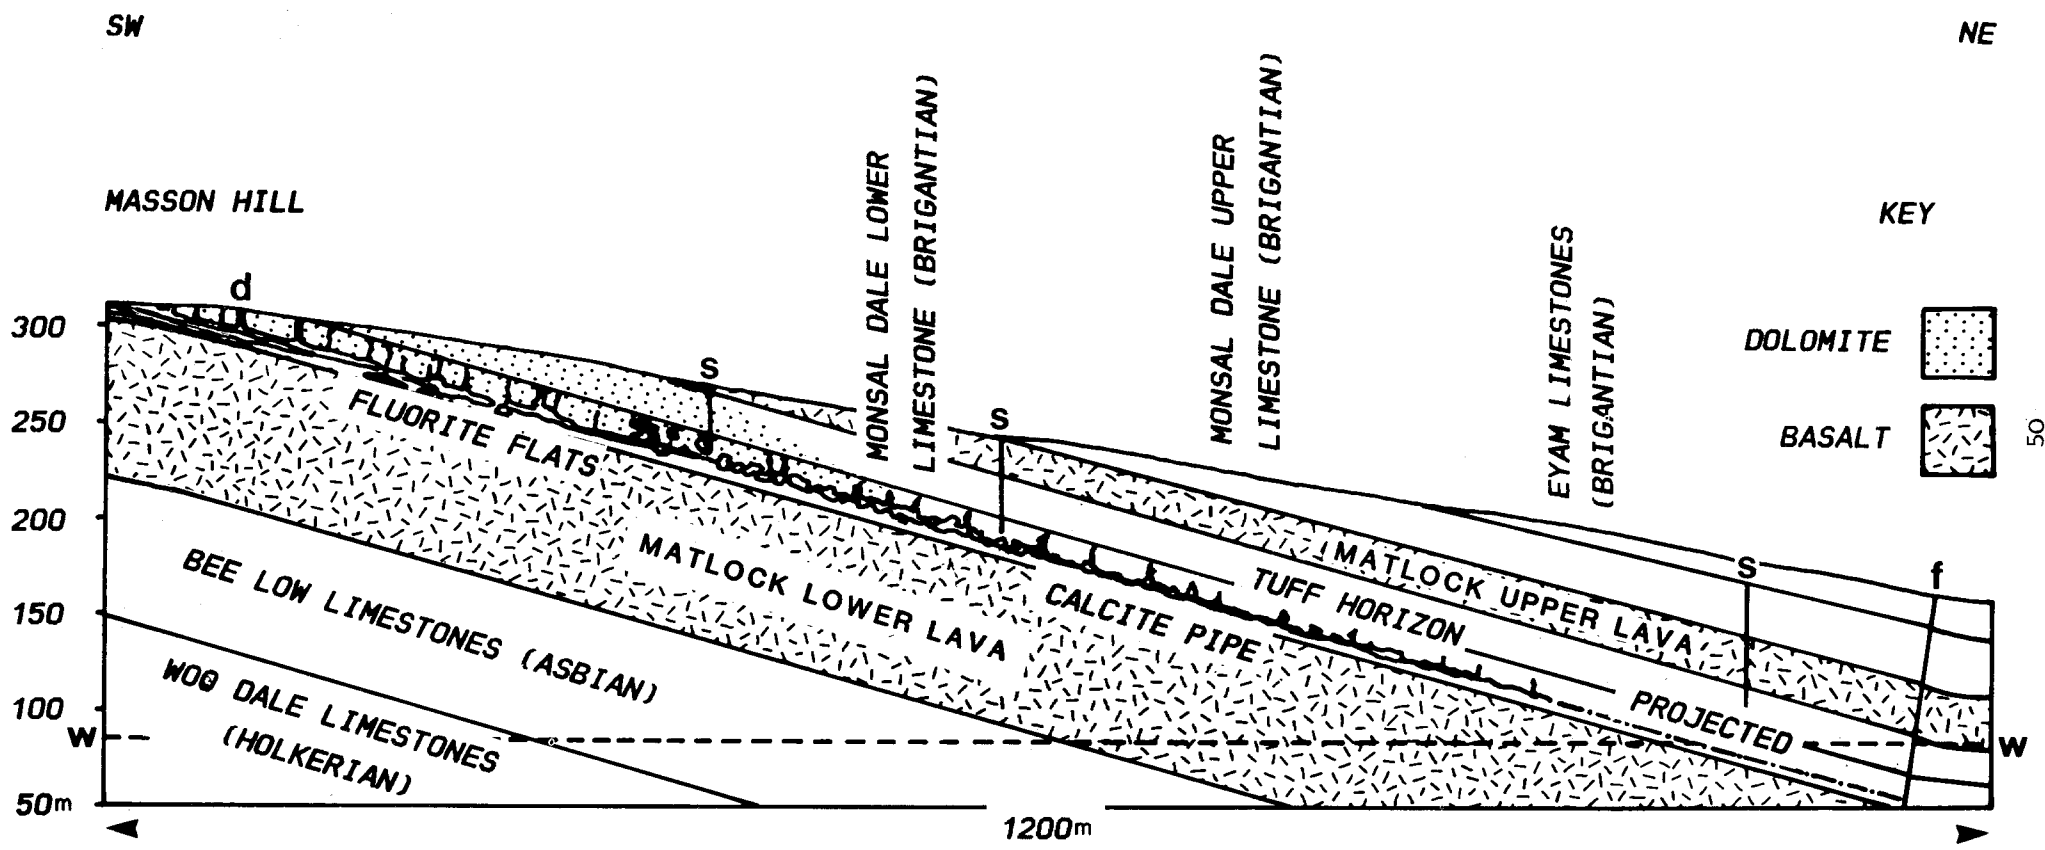 SW
NE
MASSON HILL
MONSAL DALE LOWER
LIMESTONE (BRIGANTIAN)
MONSAL DALE UPPER
LIMESTONE (BRIGANTIAN)
EYAM LIMESTONES
(BRIGANTIAN)
KEY
DOLOMITE
BASALT
50
d
s
s
s
f
300
250
200
150
100
W
50m
W
FLUORITE FLATS
MATLOCK LOWER LAVA
CALCITE PIPE
TUFF HORIZON
MATLOCK UPPER LAVA
PROJECTED
BEE LOW LIMESTONES (ASBIAN)
WOO DALE LIMESTONES
(HOLKERIAN)
1200m